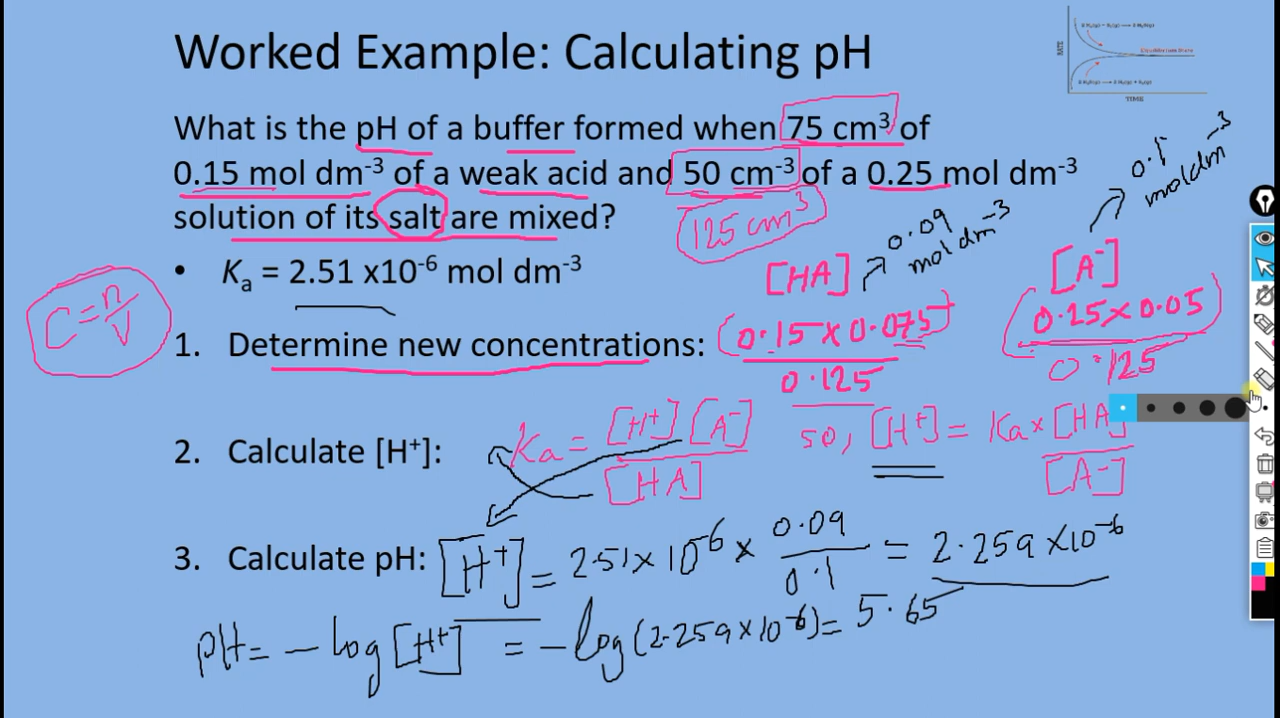 Worked Example: Calculating pH
RATE
TIME
What is the pH of a buffer formed when 75 cm³ of
0.15 mol dm⁻³ of a weak acid and 50 cm⁻³ of a 0.25 mol dm⁻³
solution of its salt are mixed?
125 cm³
0.09 mol dm⁻³
0.1 mol dm⁻³
• Kₐ = 2.51 x10⁻⁶ mol dm⁻³
[HA]
[A⁻]
C = n/V
1. Determine new concentrations:
(0.15 × 0.075)
0.125
(0.25 × 0.05)
0.125
2. Calculate [H⁺]:
Ka = [H⁺][A⁻]
[HA]
so, [H⁺] = Ka × [HA]
[A⁻]
3. Calculate pH:
[H⁺] = 2.51 × 10⁻⁶ × 0.09/0.1 = 2.259 × 10⁻⁶
pH = − log [H⁺] = − log (2.259 × 10⁻⁶) = 5.65